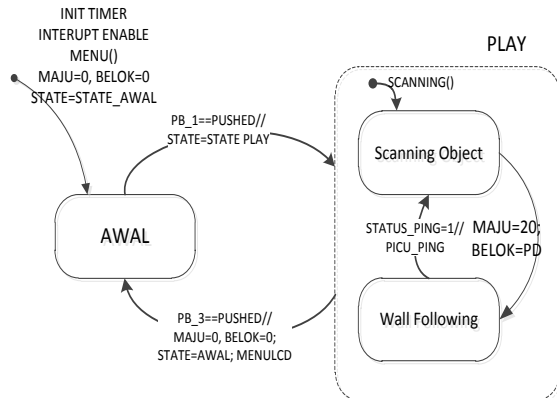 INIT TIMER
INTERUPT ENABLE
MENU()
MAJU=0, BELOK=0
STATE=STATE_AWAL
PB_1==PUSHED//
STATE=STATE PLAY
AWAL
PB_3==PUSHED//
MAJU=0, BELOK=0;
STATE=AWAL; MENULCD
PLAY
SCANNING()
Scanning Object
STATUS_PING=1//
PICU_PING
MAJU=20;
BELOK=PD
Wall Following